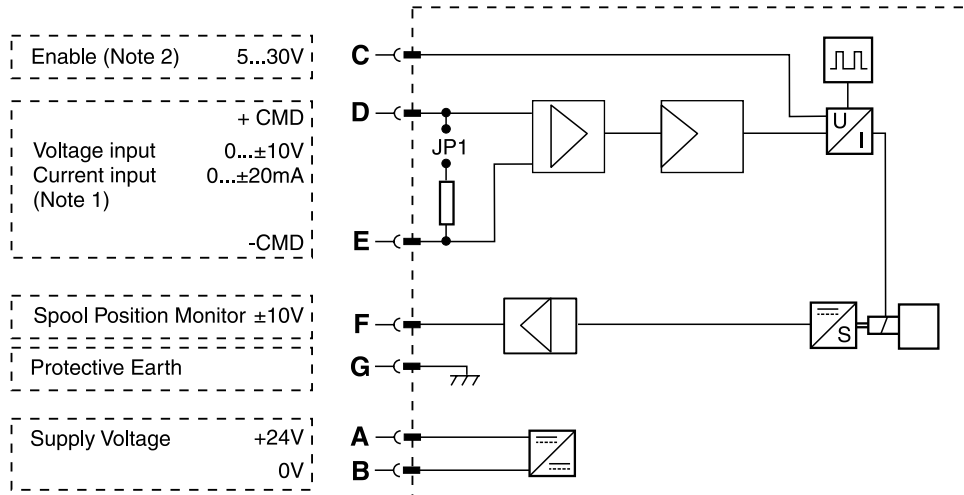 Enable (Note 2) 5...30V C
+ CMD D
Voltage input 0...±10V JP1
Current input 0...±20mA
(Note 1)
-CMD E
U
I
Spool Position Monitor ±10V F
S
Protective Earth G
Supply Voltage +24V A
0V B